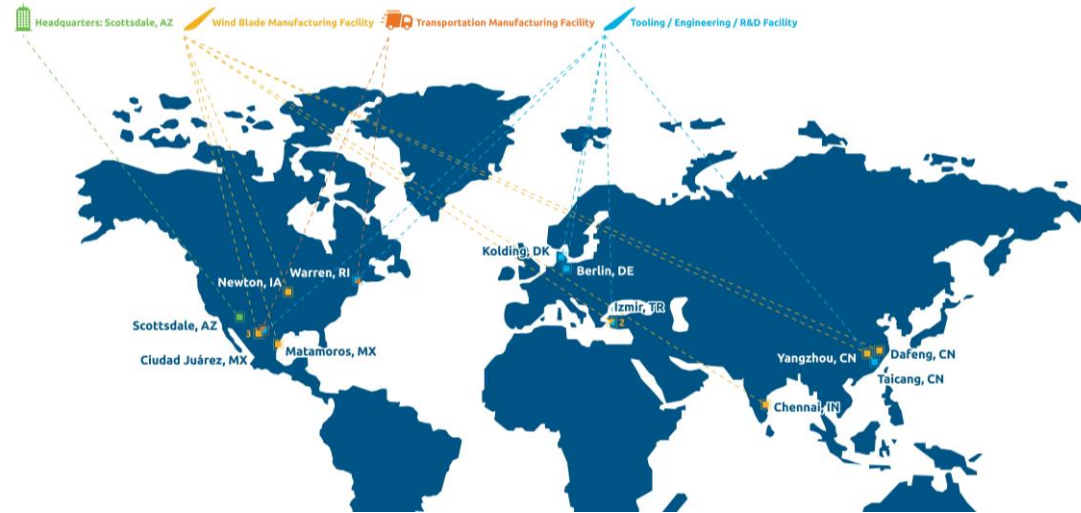 Headquarters: Scottsdale, AZ
Wind Blade Manufacturing Facility
Transportation Manufacturing Facility
Tooling / Engineering / R&D Facility
Kolding, DK
Berlin, DE
Warren, RI
Newton, IA
Izmir, TR
2
Scottsdale, AZ
3
Matamoros, MX
Ciudad Juárez, MX
Yangzhou, CN
Dafeng, CN
Taicang, CN
Chennai, IN